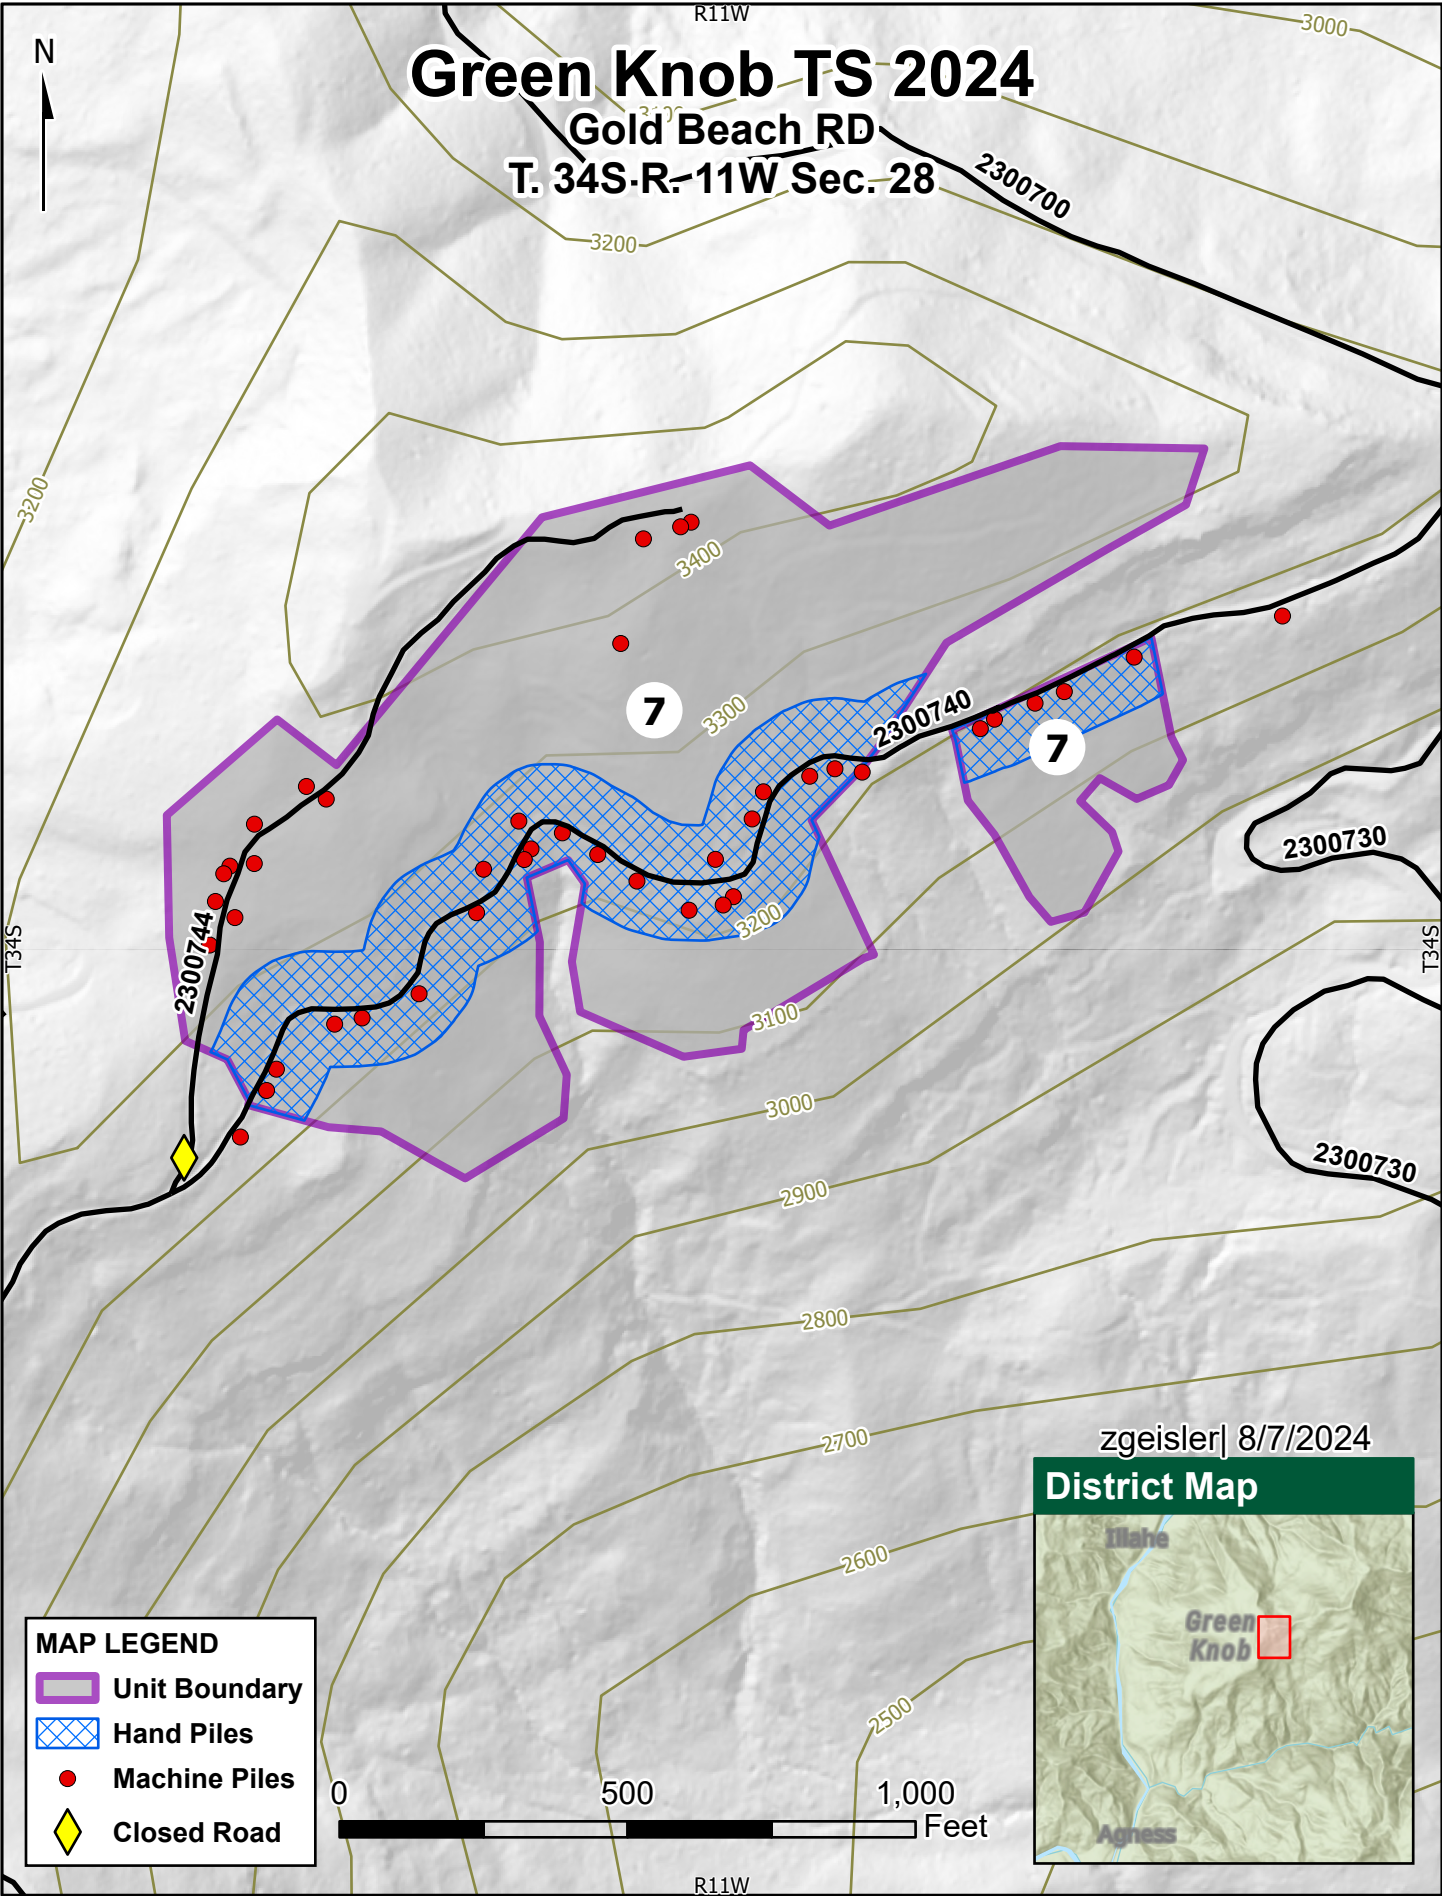 R11W
3000
N
Green Knob TS 2024
3100
Gold Beach RD
T. 34S-R. 11W Sec. 28
2300700
3200
3200
3400
7
3300
2300740
7
2300730
2300744
3200
T34S
T34S
3100
3000
2300730
2900
2800
2700
zgeisler| 8/7/2024
District Map
Illahe
2600
Green
Knob
MAP LEGEND
Unit Boundary
Hand Piles
Machine Piles
Closed Road
2500
0 500 1,000
Feet
Agness
R11W